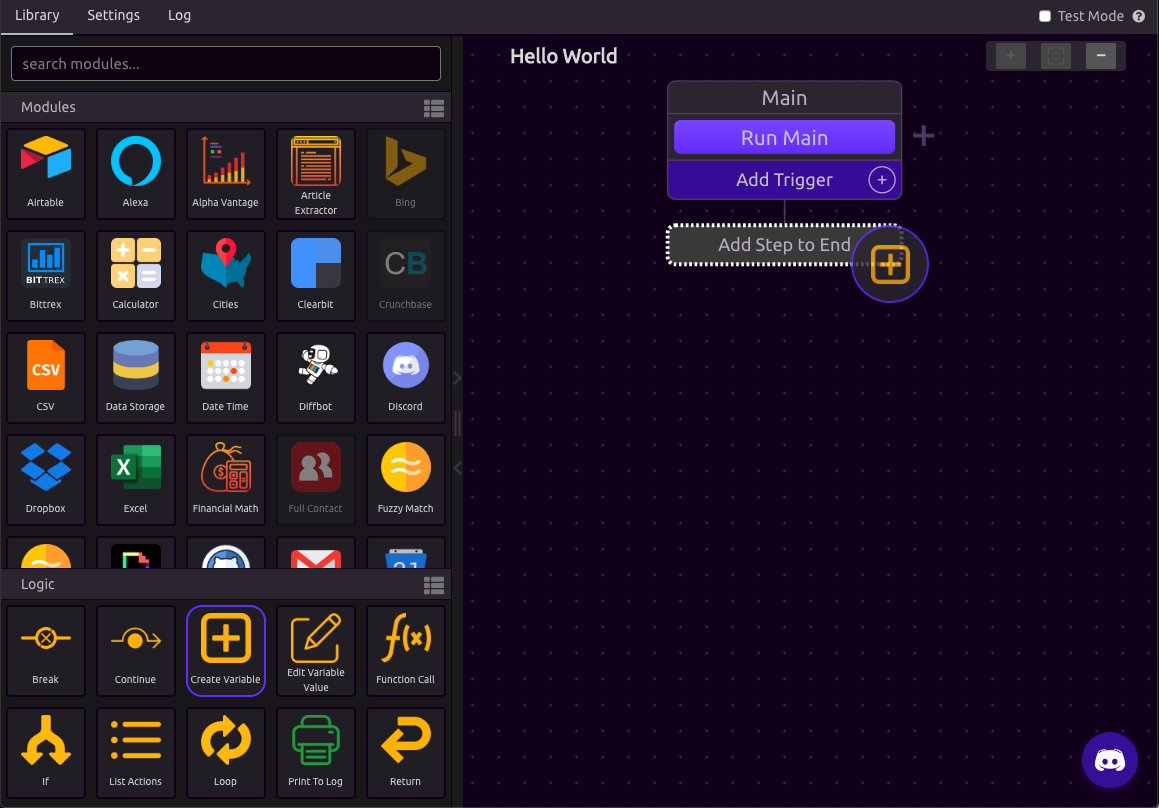 Library Settings Log
Test Mode ?
search modules...
Hello World
+ −
Modules
Main
Run Main
Add Trigger +
Add Step to End
Airtable Alexa Alpha Vantage Article Extractor Bing
BITTREX
CB
Bittrex Calculator Cities Clearbit Crunchbase
CSV
CSV Data Storage Date Time Diffbot Discord
X
Dropbox Excel Financial Math Full Contact Fuzzy Match
31
Logic
f(x)
Break Continue Create Variable Edit Variable Value Function Call
If List Actions Loop Print To Log Return